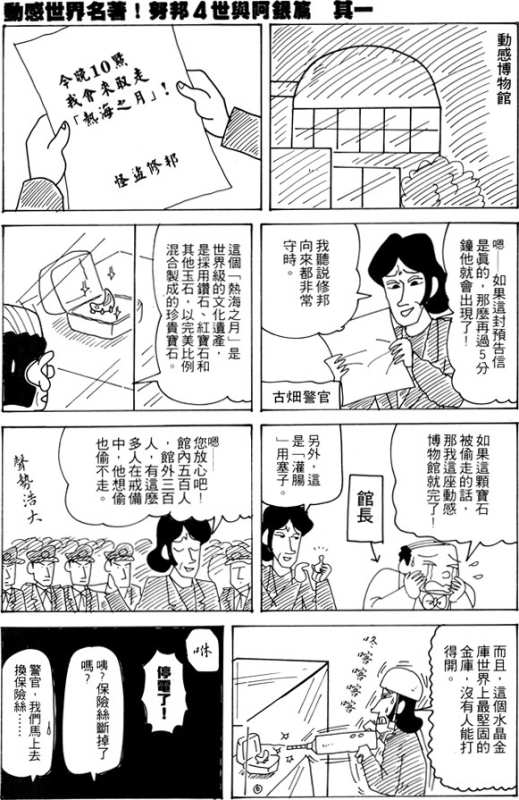 動感世界名著！努邦4世與阿銀篇　其一
動感博物館
今晚10點
我會來取走
「熱海之月」！
怪盜修邦
嗯……如果這封預告信
是真的，那麼再過5分
鐘他就會出現了！
我聽說修邦
向來都非常
守時。
古畑警官
這個「熱海之月」是
世界級的文化遺產，
是採用鑽石、紅寶石和
其他玉石，以完美比例
混合製成的珍貴寶石。
如果這顆寶石
被偷走的話，
那我這座動感
博物館就完了！
館長
另外，這
是「灌腸
」用塞子。
嗯……
您放心吧！
館內五百人
，館外三百
人，有這麼
多人在戒備
中，他想偷
也偷不走。
聲勢浩大
而且，這個水晶金
庫世界上最堅固的
金庫，沒有人能打
得開。
咚喀喀喀喀
咻
停電了！
咦？保險絲斷掉了
嗎？
警官，我們馬上去
換保險絲……